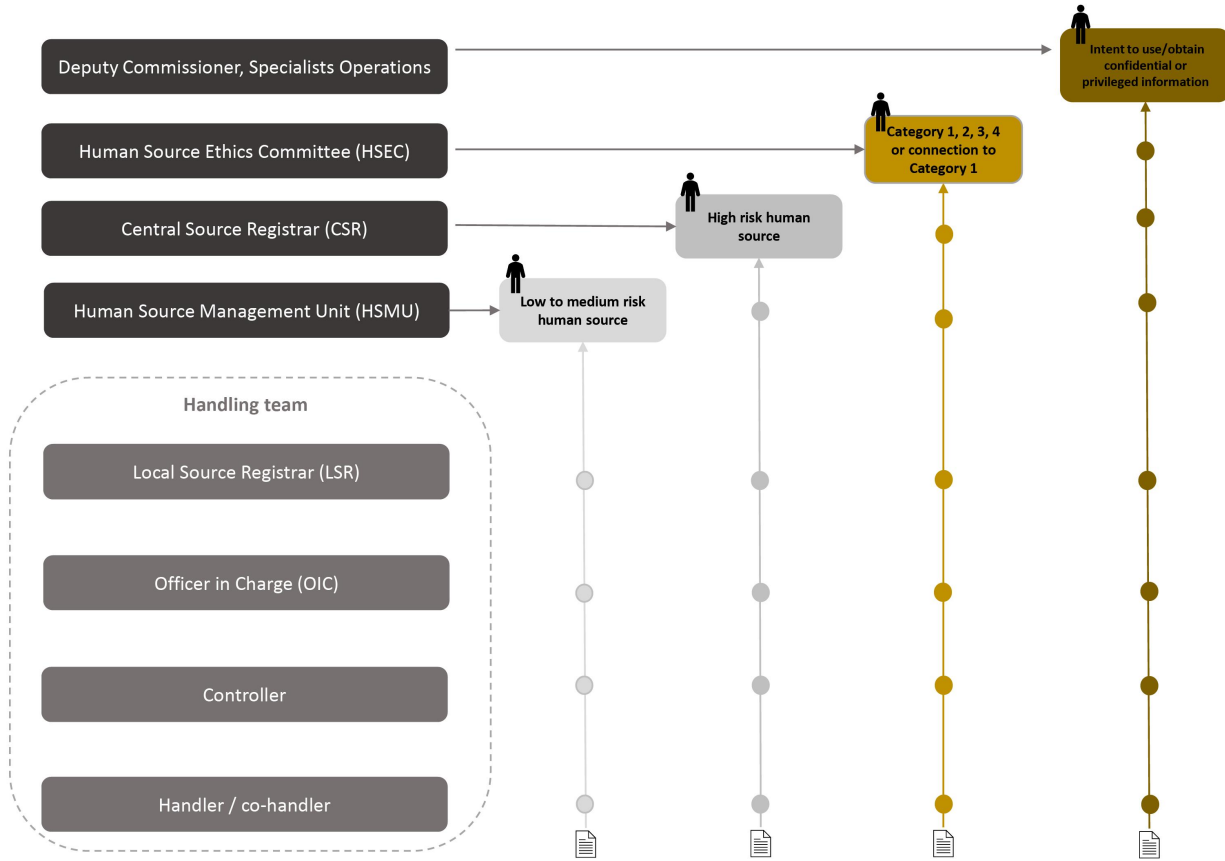 Deputy Commissioner, Specialists Operations
Intent to use/obtain
confidential or
privileged information
Human Source Ethics Committee (HSEC)
Category 1, 2, 3, 4
or connection to
Category 1
Central Source Registrar (CSR)
High risk human
source
Human Source Management Unit (HSMU)
Low to medium risk
human source
Handling team
Local Source Registrar (LSR)
Officer in Charge (OIC)
Controller
Handler / co-handler